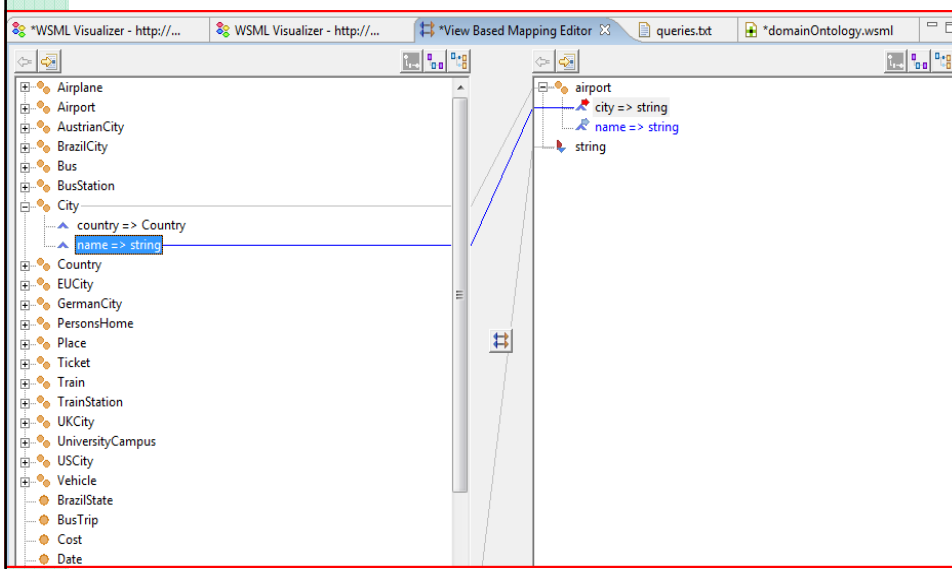 *WSML Visualizer - http://...
WSML Visualizer - http://...
*View Based Mapping Editor
queries.txt
*domainOntology.wsml
Airplane
Airport
AustrianCity
BrazilCity
Bus
BusStation
City
country => Country
name => string
Country
EUCity
GermanCity
PersonsHome
Place
Ticket
Train
TrainStation
UKCity
UniversityCampus
USCity
Vehicle
BrazilState
BusTrip
Cost
Date
airport
city => string
name => string
string